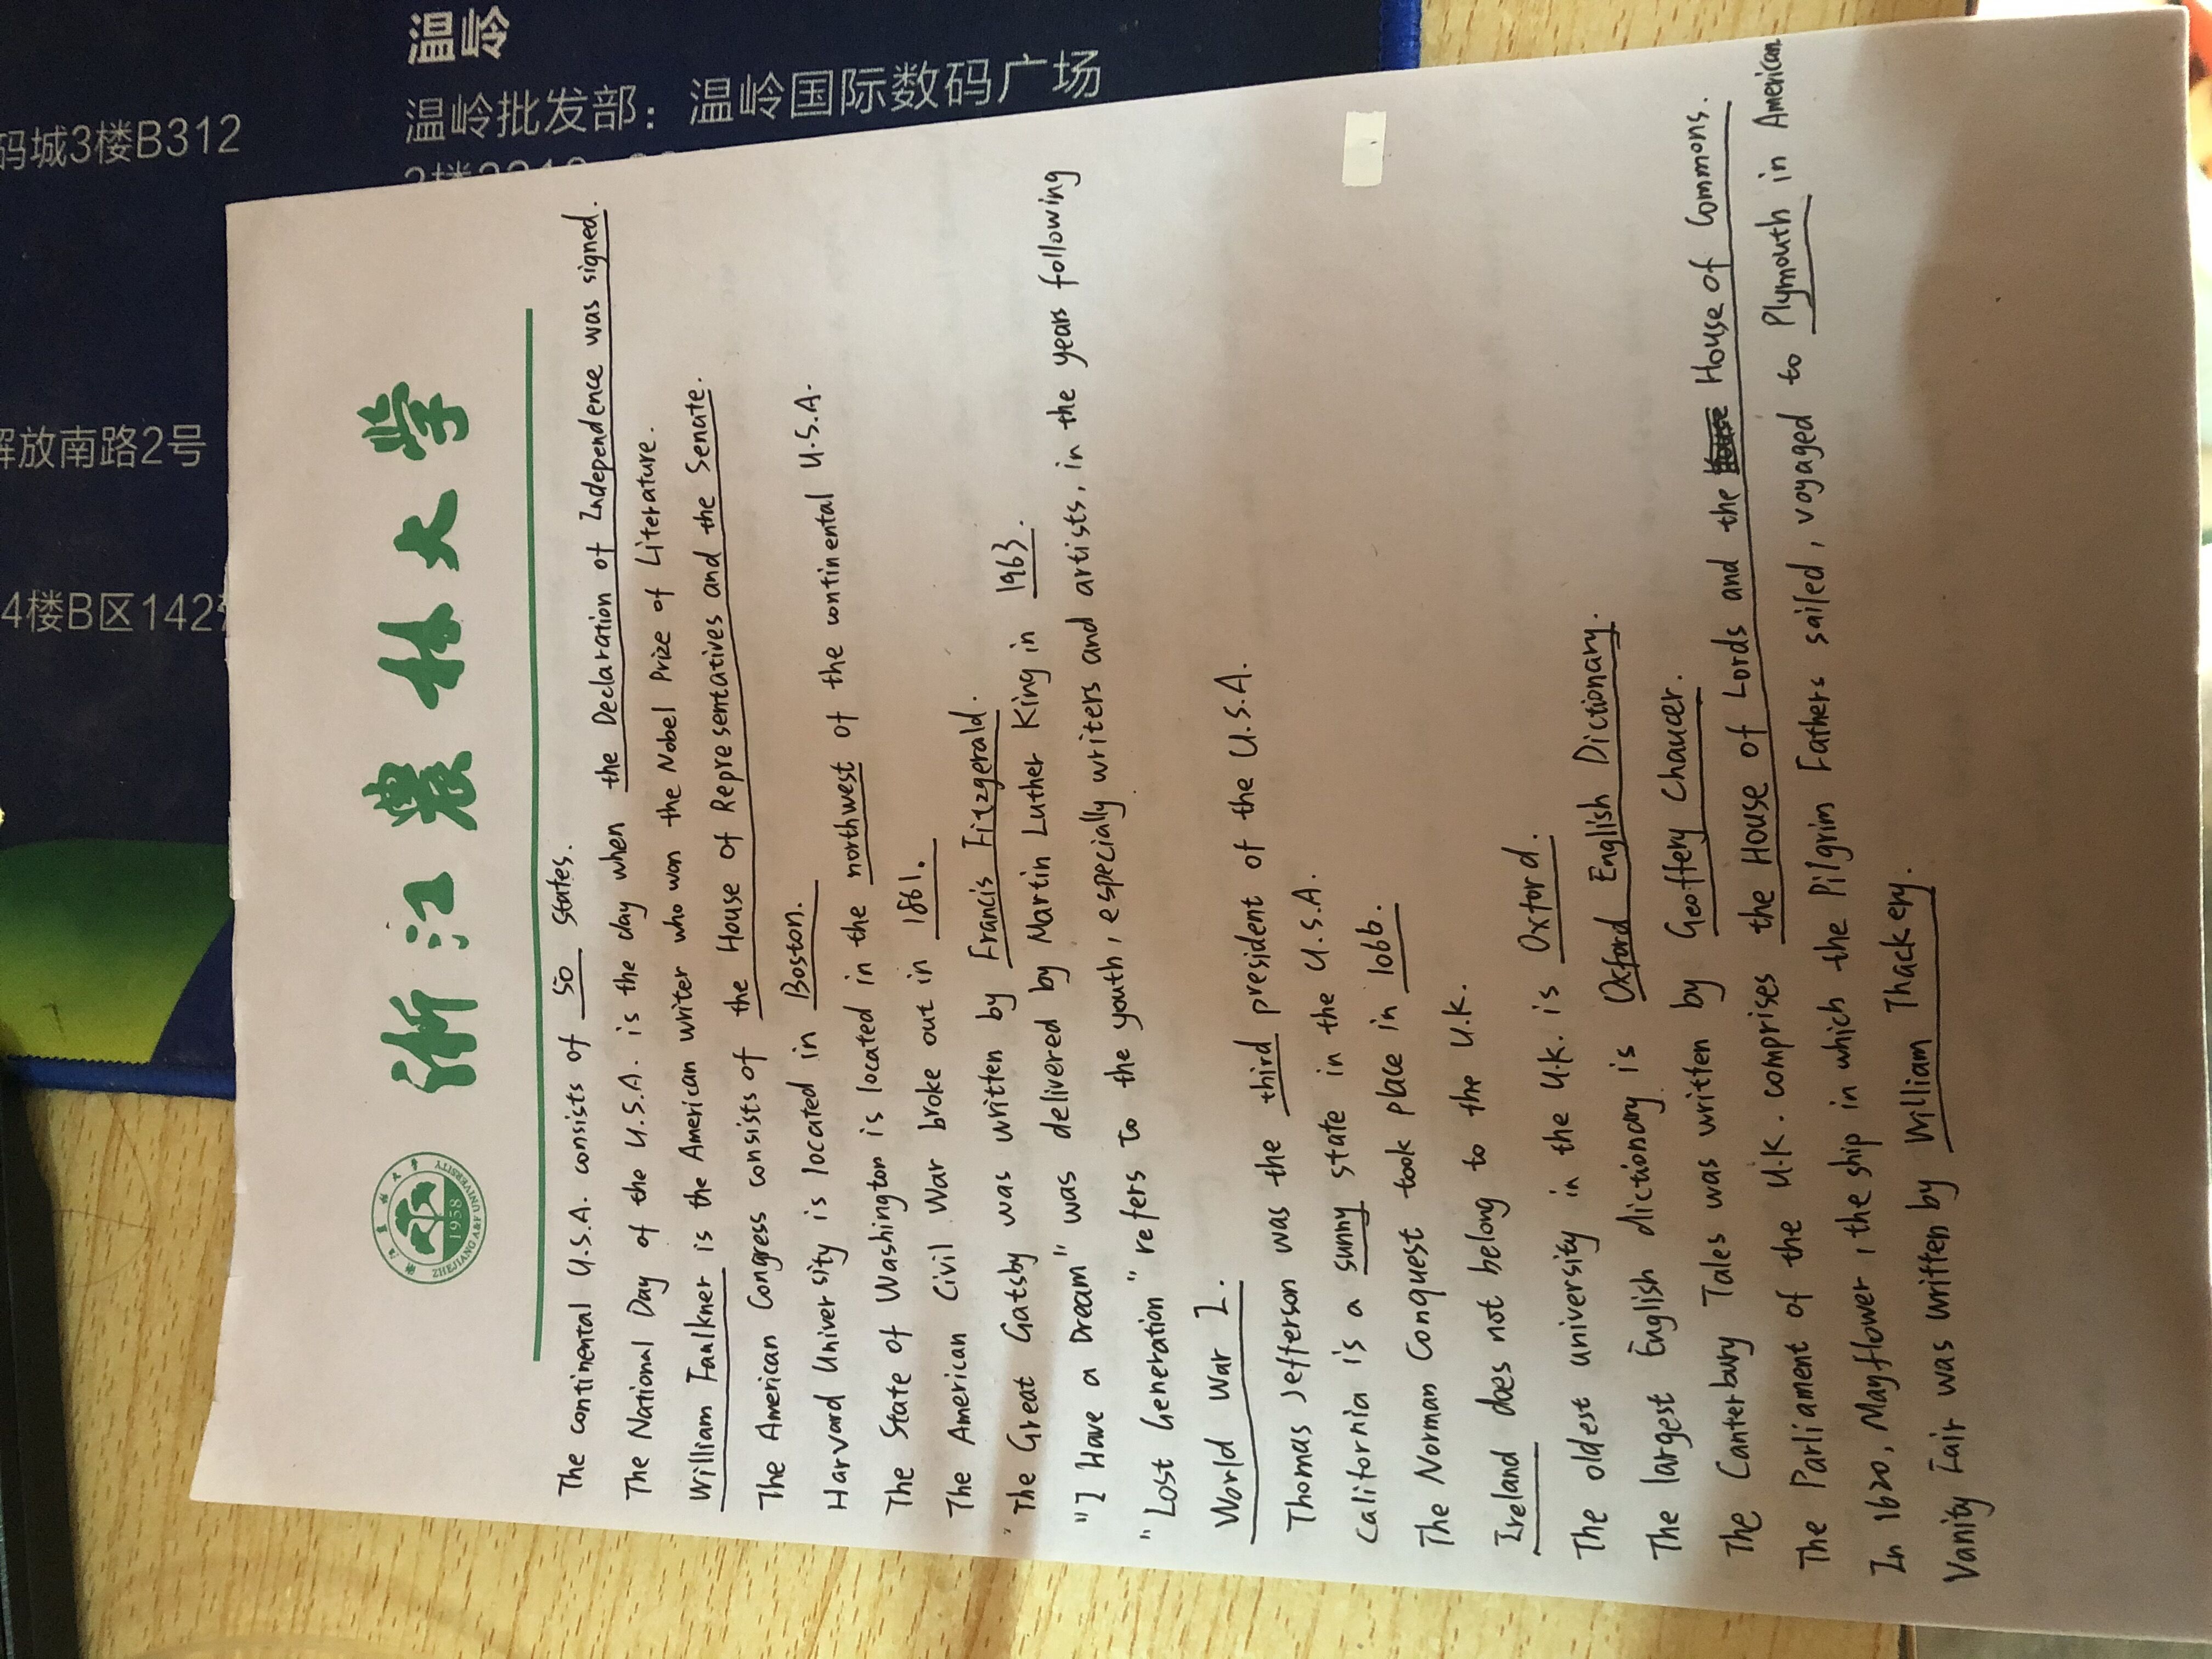 4楼B区142
解放南路2号
码城3楼B312
温岭
温岭批发部：温岭国际数码广场
浙江農林大学
ZHEJIANG A&F UNIVERSITY
1958
浙江農林大学
The continental U.S.A. consists of 50 states.
The National Day of the U.S.A. is the day when the Declaration of Independence was signed.
William Faulkner is the American writer who won the Nobel Prize of Literature.
The American Congress consists of the House of Representatives and the Senate.
Harvard University is located in Boston.
The State of Washington is located in the northwest of the continental U.S.A.
The American Civil War broke out in 1861.
The Great Gatsby was written by Francis Fitzgerald.
"I Have a Dream" was delivered by Martin Luther King in 1963.
"Lost Generation" refers to the youth, especially writers and artists, in the years following
World War I.
Thomas Jefferson was the third president of the U.S.A.
California is a sunny state in the U.S.A.
The Norman Conquest took place in 1066.
Ireland does not belong to the U.K.
The oldest university in the U.K. is Oxford.
The largest English dictionary is Oxford English Dictionary.
The Canterbury Tales was written by Geoffery Chaucer.
The Parliament of the U.K. comprises the House of Lords and the House of Commons.
In 1620, Mayflower, the ship in which the Pilgrim Fathers sailed, voyaged to Plymouth in American
Vanity Fair was written by William Thackery.